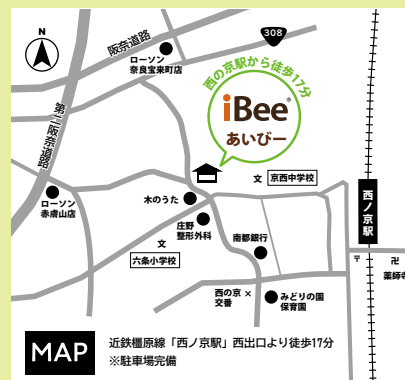 N
阪奈道路
308
ローソン
奈良宝来町店
西の京駅から徒歩17分
iBee®
あいびー
第二阪奈道路
文 京西中学校
ローソン
赤膚山店
木のうた
庄野
整形外科
西ノ京駅
文
六条小学校
南都銀行
〒
卍
薬師寺
西の京 ×
交番
みどりの園
保育園
MAP
近鉄橿原線「西ノ京駅」西出口より徒歩17分
※駐車場完備